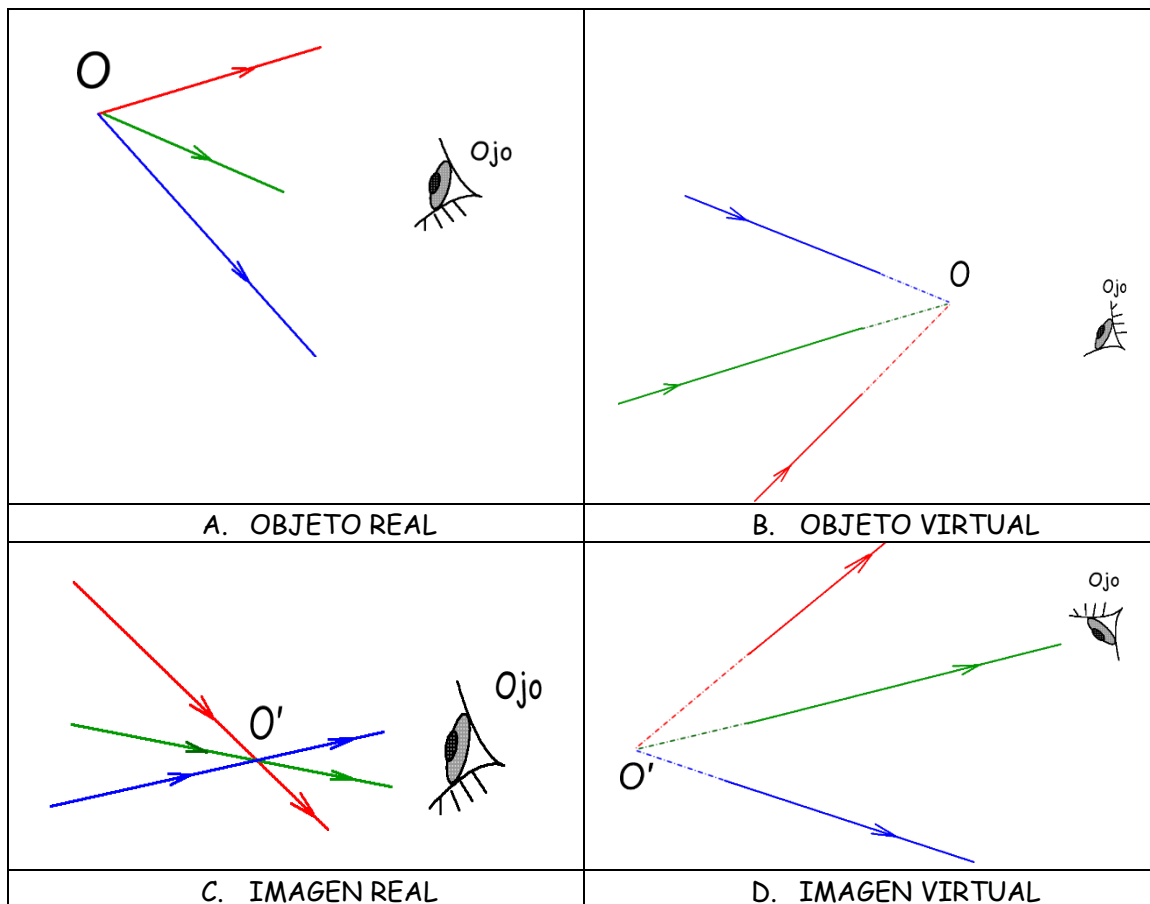 O
Ojo
O
Ojo
A. OBJETO REAL
B. OBJETO VIRTUAL
O'
Ojo
O'
Ojo
C. IMAGEN REAL
D. IMAGEN VIRTUAL